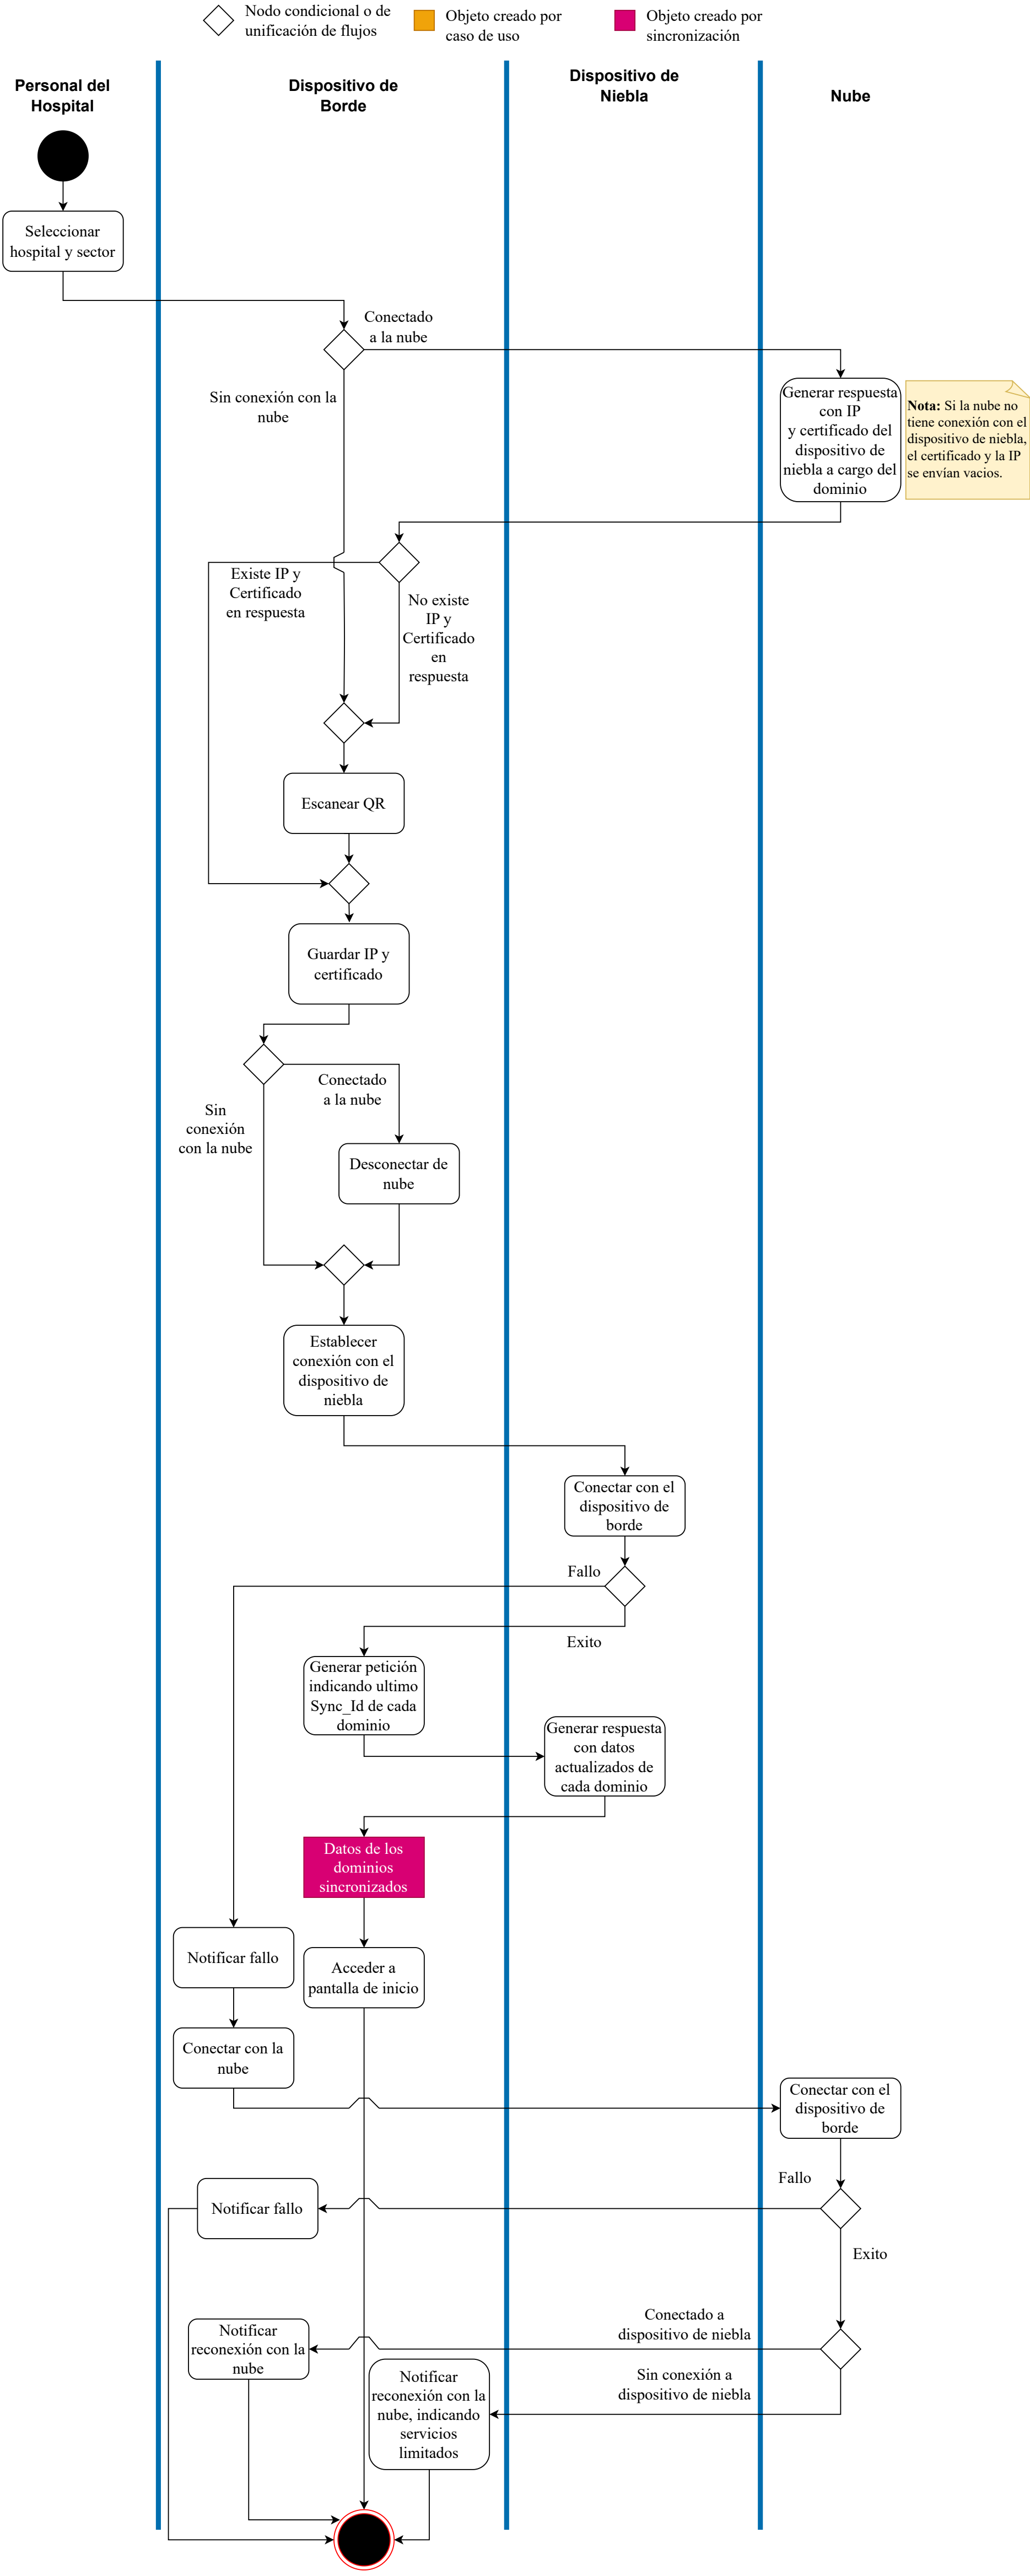 Nodo condicional o de
unificación de flujos
Objeto creado por
caso de uso
Objeto creado por
sincronización
Personal del
Hospital
Dispositivo de
Borde
Dispositivo de
Niebla
Nube
Seleccionar
hospital y sector
Conectado
a la nube
Sin conexión con la
nube
Generar respuesta
con IP
y certificado del
dispositivo de
niebla a cargo del
dominio
Nota: Si la nube no
tiene conexión con el
dispositivo de niebla,
el certificado y la IP
se envían vacios.
Existe IP y
Certificado
en respuesta
No existe
IP y
Certificado
en
respuesta
Escanear QR
Guardar IP y
certificado
Conectado
a la nube
Sin
conexión
con la nube
Desconectar de
nube
Establecer
conexión con el
dispositivo de
niebla
Conectar con el
dispositivo de
borde
Fallo
Exito
Generar petición
indicando ultimo
Sync_Id de cada
dominio
Generar respuesta
con datos
actualizados de
cada dominio
Datos de los
dominios
sincronizados
Notificar fallo
Acceder a
pantalla de inicio
Conectar con la
nube
Conectar con el
dispositivo de
borde
Fallo
Notificar fallo
Exito
Conectado a
dispositivo de niebla
Notificar
reconexión con la
nube
Sin conexión a
dispositivo de niebla
Notificar
reconexión con la
nube, indicando
servicios
limitados